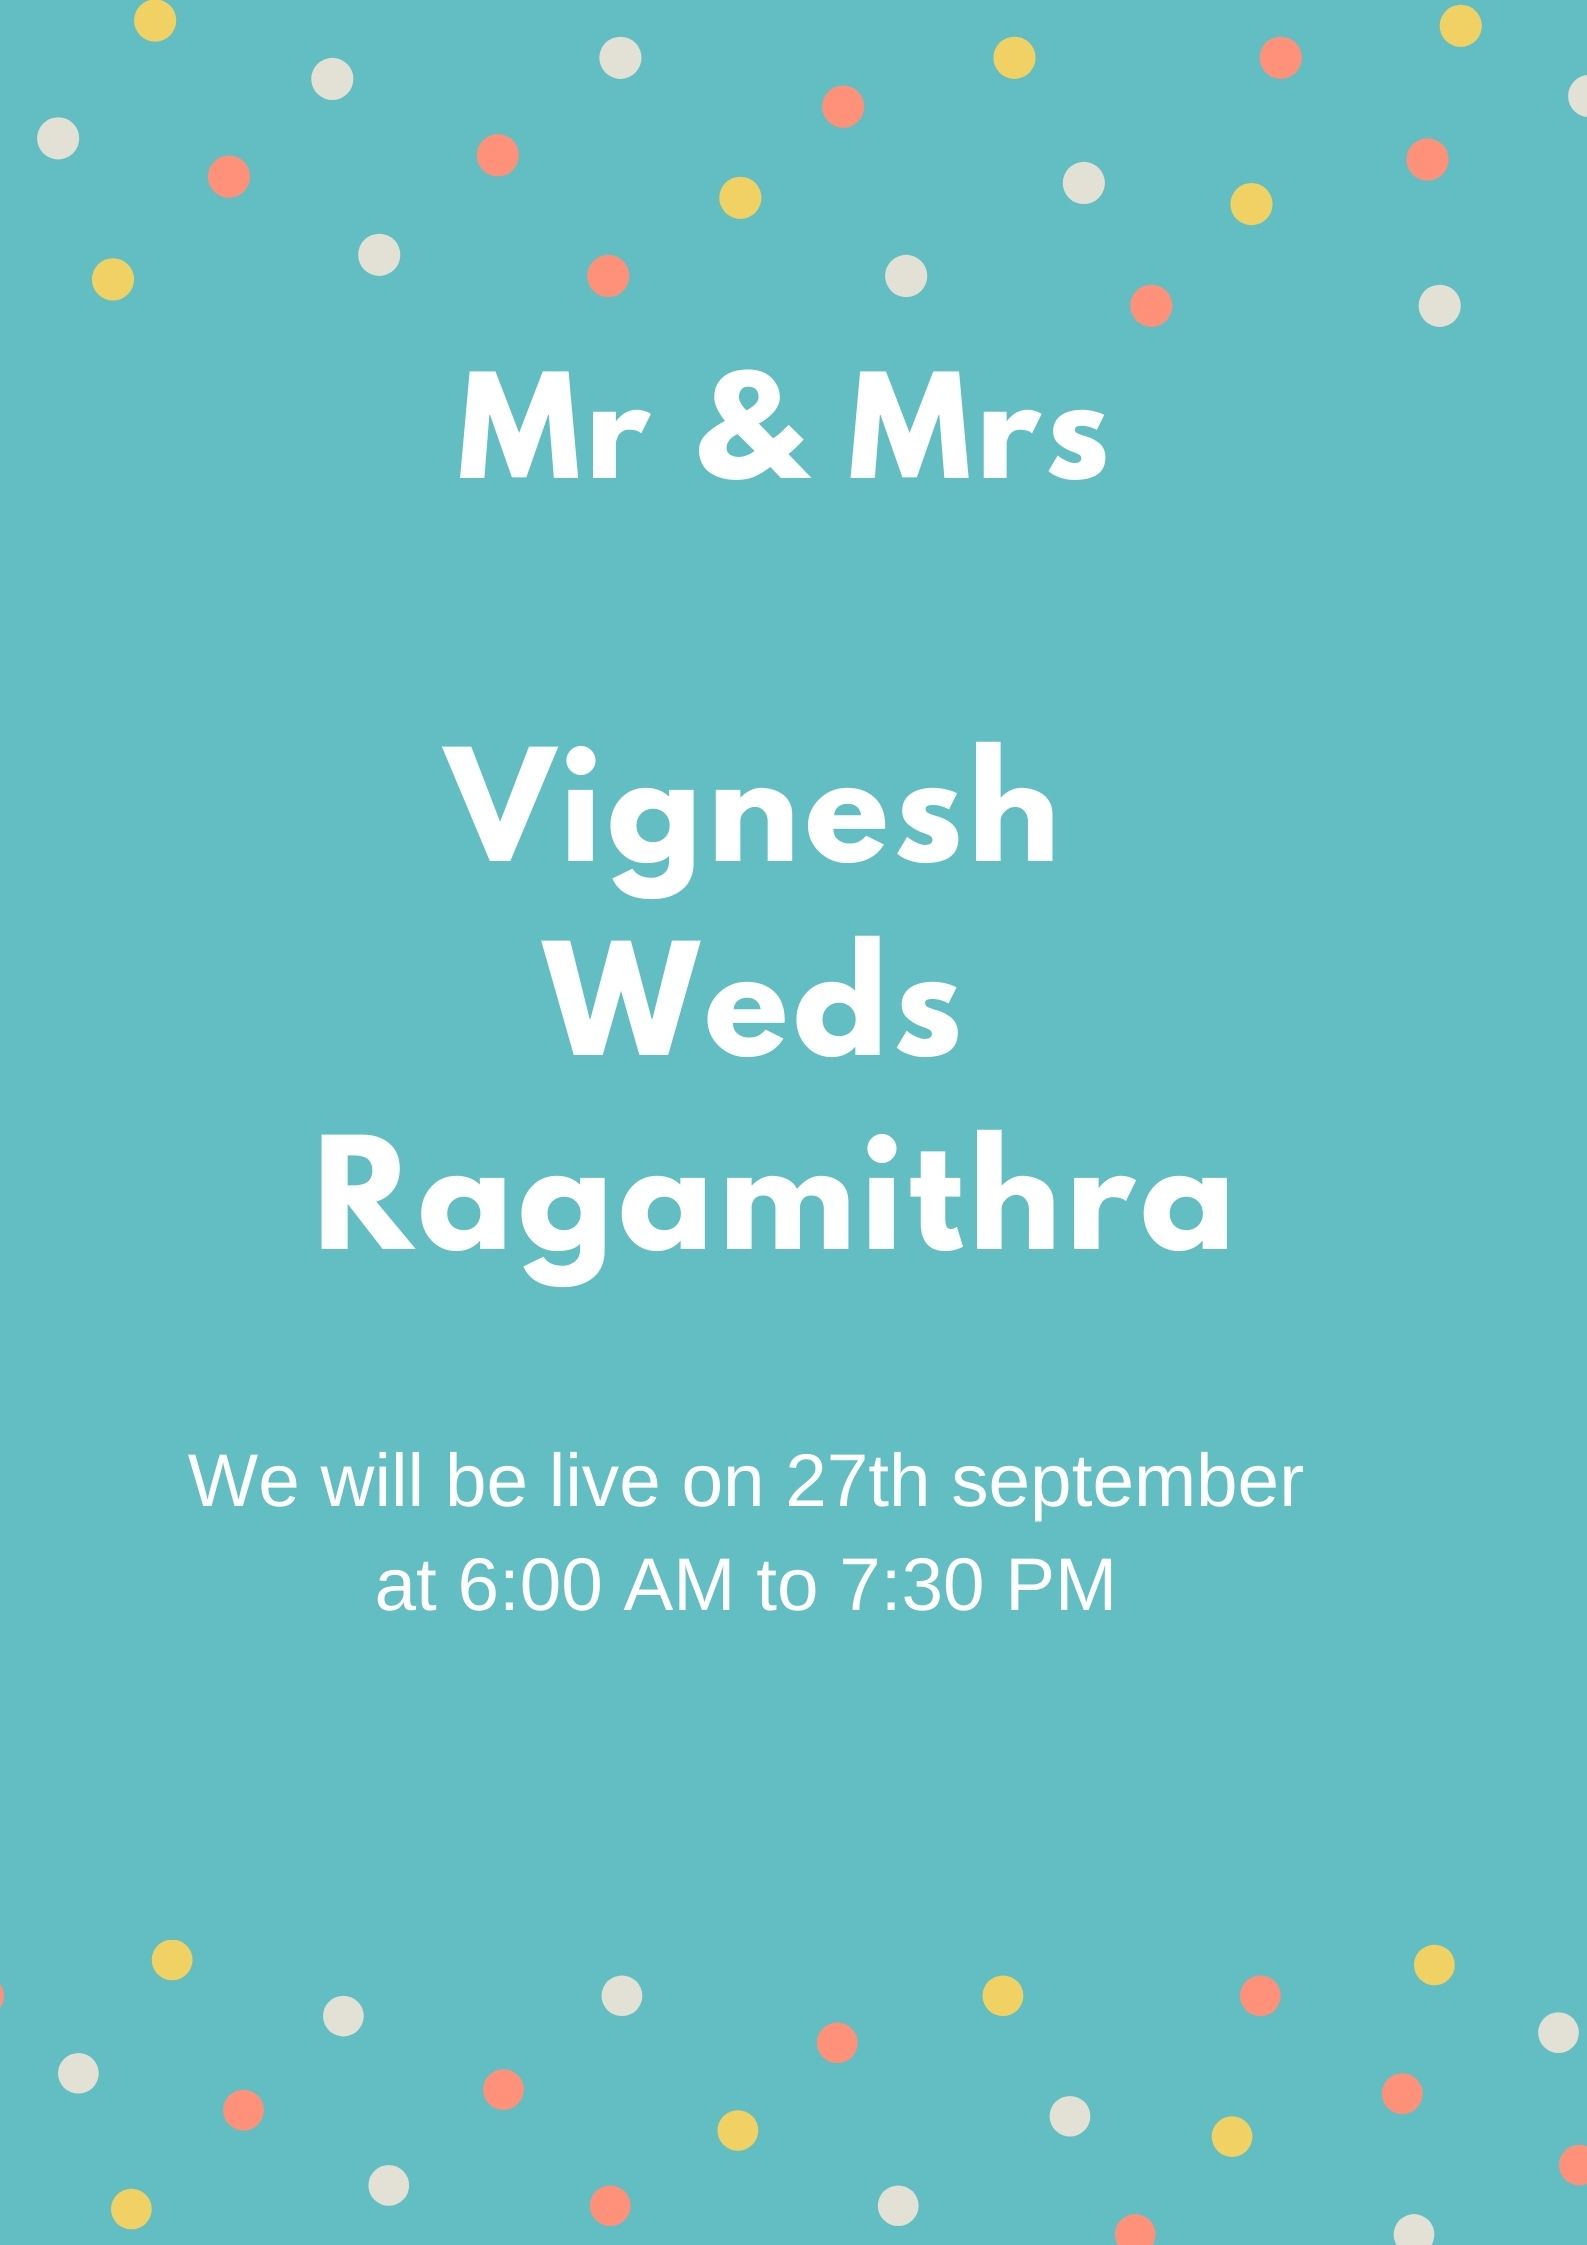 Mr & Mrs
Vignesh
Weds
Ragamithra
We will be live on 27th september
at 6:00 AM to 7:30 PM